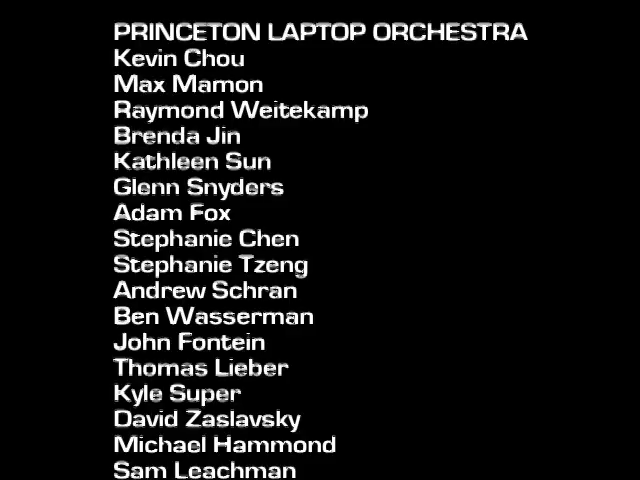 PRINCETON LAPTOP ORCHESTRA
Kevin Chou
Max Mamon
Raymond Weitekamp
Brenda Jin
Kathleen Sun
Glenn Snyders
Adam Fox
Stephanie Chen
Stephanie Tzeng
Andrew Schran
Ben Wasserman
John Fontein
Thomas Lieber
Kyle Super
David Zaslavsky
Michael Hammond
Sam Leachman